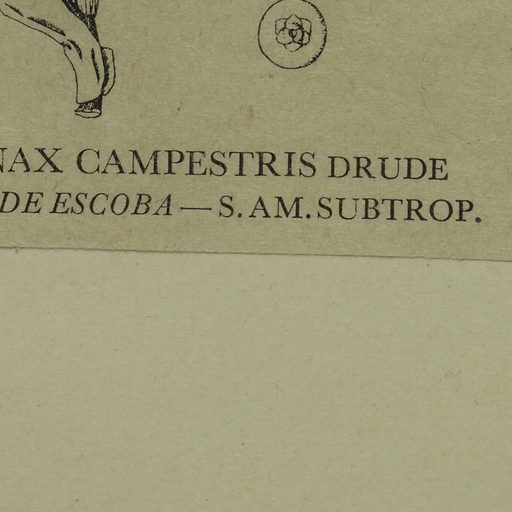 NAX CAMPESTRIS DRUDE
DE ESCOBA — S. AM. SUBTROP.